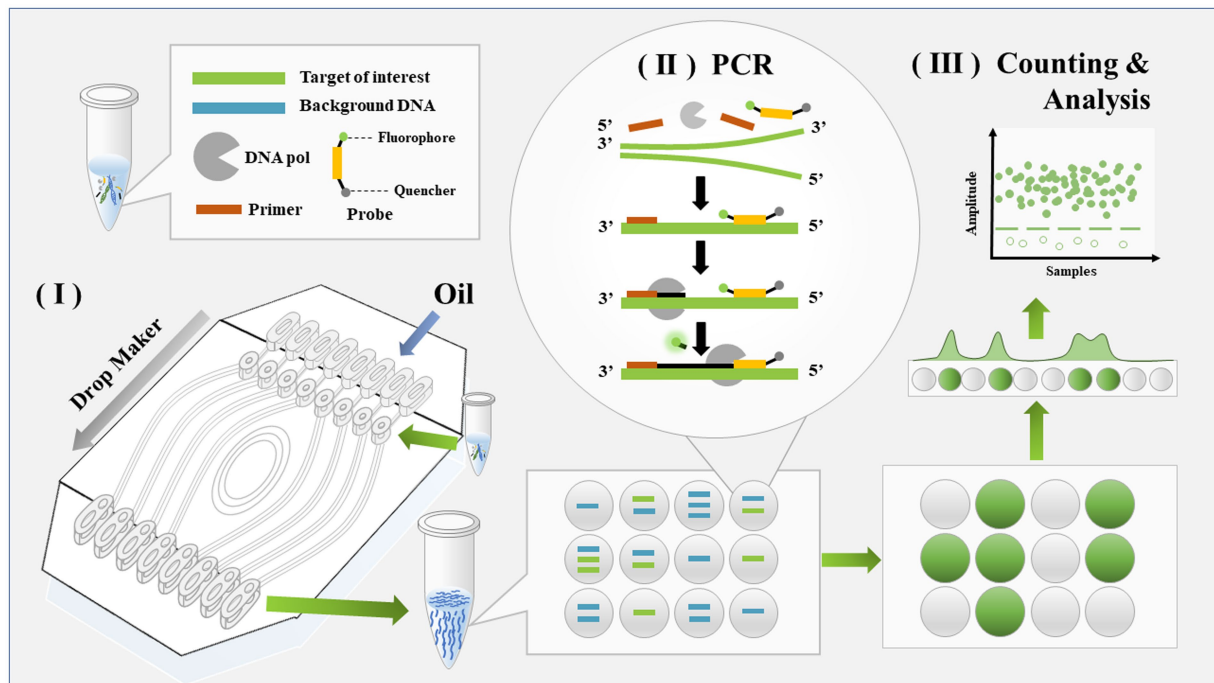 Target of interest
Background DNA
DNA pol
Fluorophore
Quencher
Primer
Probe
( I )
Oil
Drop Maker
( II ) PCR
5’
3’
3’
5’
3’
5’
3’
5’
3’
5’
( III ) Counting &
Analysis
Amplitude
Samples